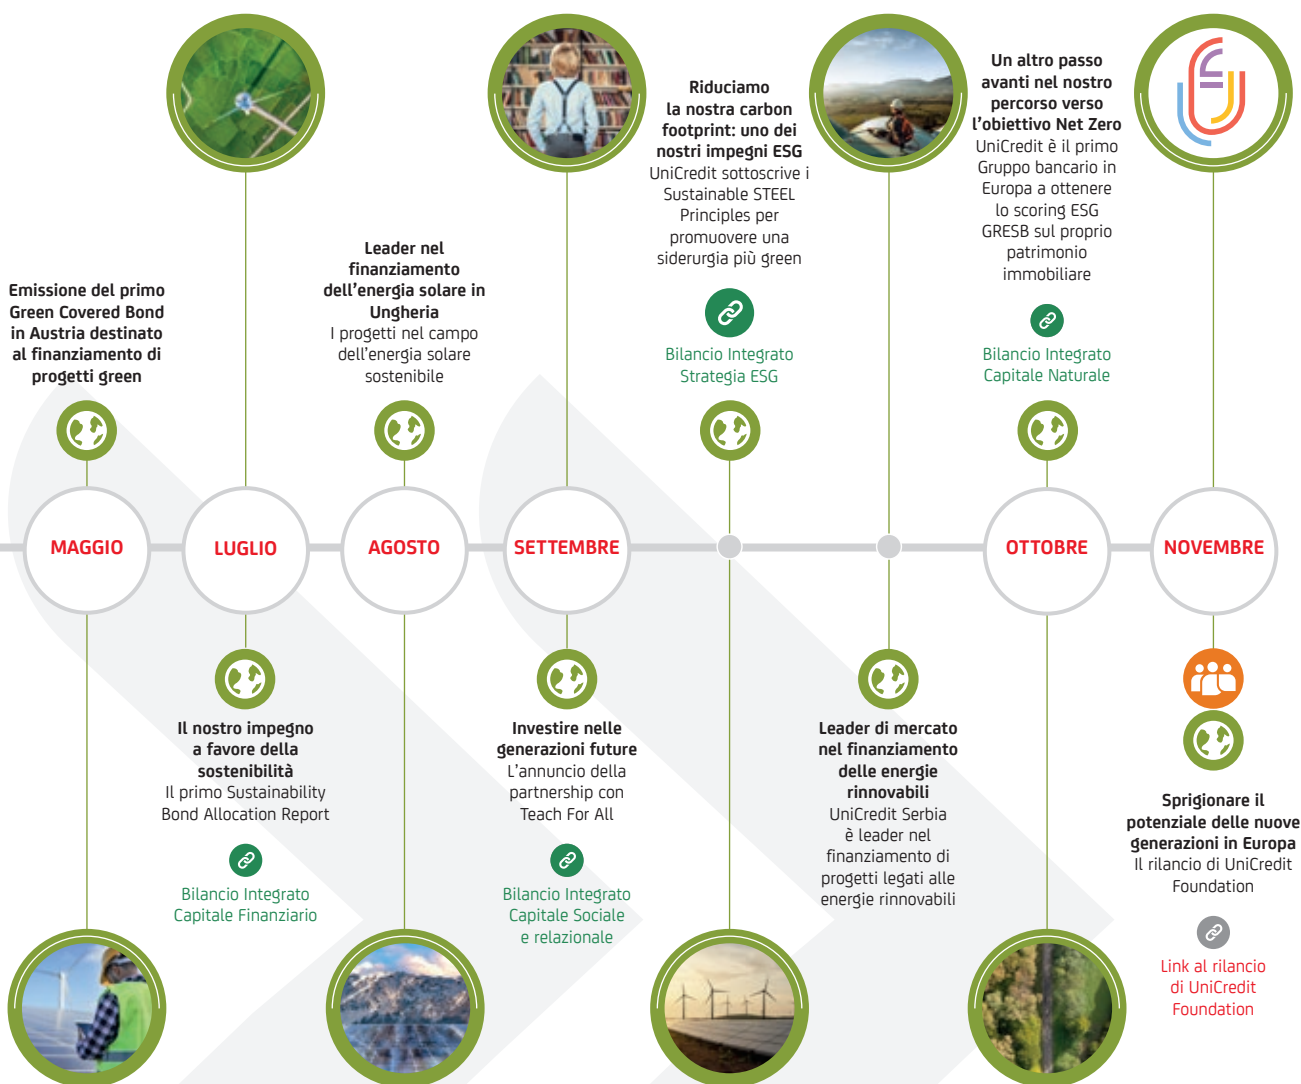 Emissione del primo
Green Covered Bond
in Austria destinato
al finanziamento di
progetti green
MAGGIO
LUGLIO
Il nostro impegno
a favore della
sostenibilità
Il primo Sustainability
Bond Allocation Report
Bilancio Integrato
Capitale Finanziario
Leader nel
finanziamento
dell'energia solare in
Ungheria
I progetti nel campo
dell'energia solare
sostenibile
AGOSTO
SETTEMBRE
Investire nelle
generazioni future
L'annuncio della
partnership con
Teach For All
Bilancio Integrato
Capitale Sociale
e relazionale
Riduciamo
la nostra carbon
footprint: uno dei
nostri impegni ESG
UniCredit sottoscrive i
Sustainable STEEL
Principles per
promuovere una
siderurgia più green
Bilancio Integrato
Strategia ESG
Leader di mercato
nel finanziamento
delle energie
rinnovabili
UniCredit Serbia
è leader nel
finanziamento di
progetti legati alle
energie rinnovabili
Un altro passo
avanti nel nostro
percorso verso
l'obiettivo Net Zero
UniCredit è il primo
Gruppo bancario in
Europa a ottenere
lo scoring ESG
GRESB sul proprio
patrimonio
immobiliare
Bilancio Integrato
Capitale Naturale
OTTOBRE
NOVEMBRE
Sprigionare il
potenziale delle nuove
generazioni in Europa
Il rilancio di UniCredit
Foundation
Link al rilancio
di UniCredit
Foundation